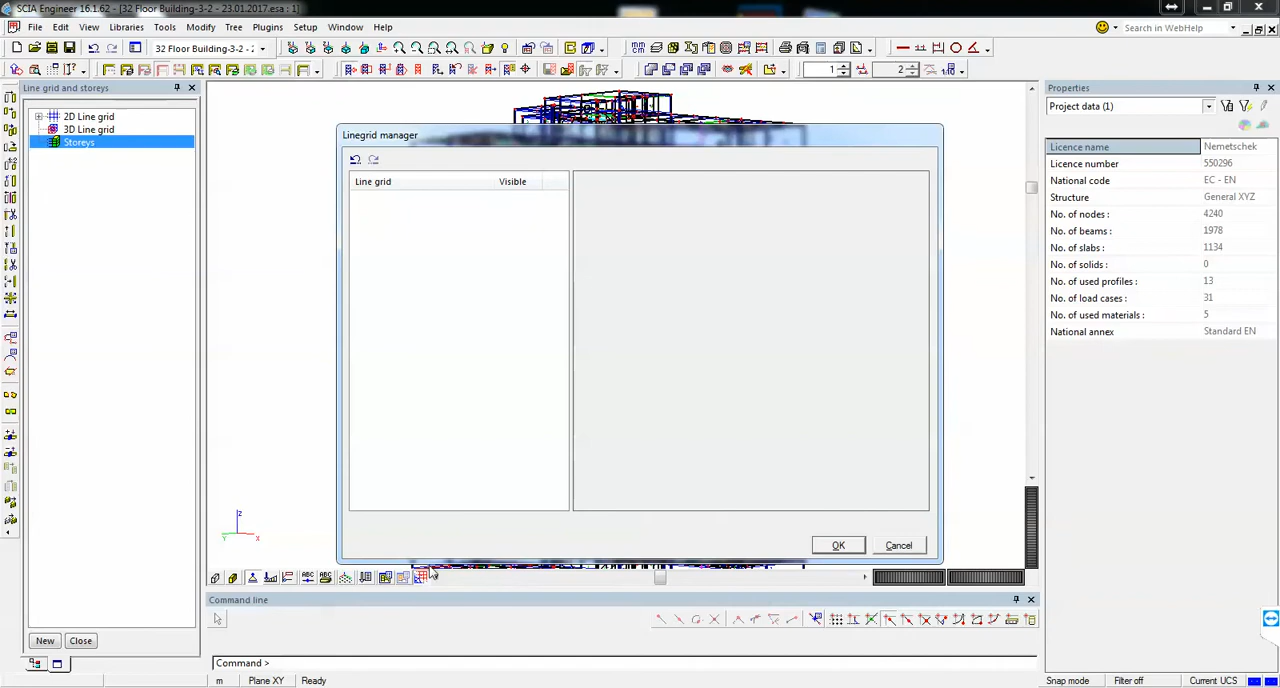 SCIA Engineer 16.1.62 - [32 Floor Building-3-2 - 23.01.2017.esa : 1]
File Edit View Libraries Tools Modify Tree Plugins Setup Window Help
Search in WebHelp
32 Floor Building-3-2 - 2:
1 2
Line grid and storeys
2D Line grid
3D Line grid
Storeys
New Close
Linegrid manager
Line grid Visible
OK Cancel
Properties
Project data (1)
Licence name Nemetschek
Licence number 550296
National code EC - EN
Structure General XYZ
No. of nodes : 4240
No. of beams : 1978
No. of slabs : 1134
No. of solids : 0
No. of used profiles : 13
No. of load cases : 31
No. of used materials : 5
National annex Standard EN
z
Y X
Command line
Command >
m Plane XY Ready Snap mode Filter off Current UCS